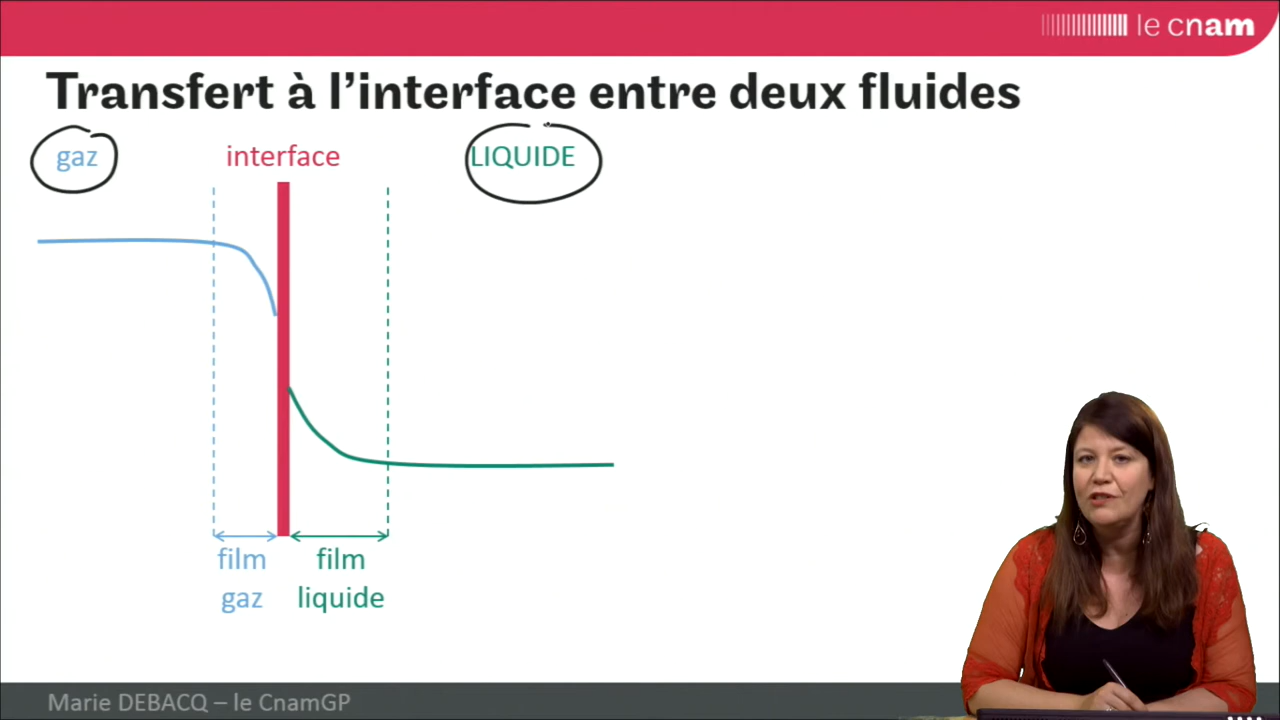 le cnam
Transfert à l'interface entre deux fluides
gaz
interface
LIQUIDE
film
gaz
film
liquide
Marie DEBACQ – le CnamGP